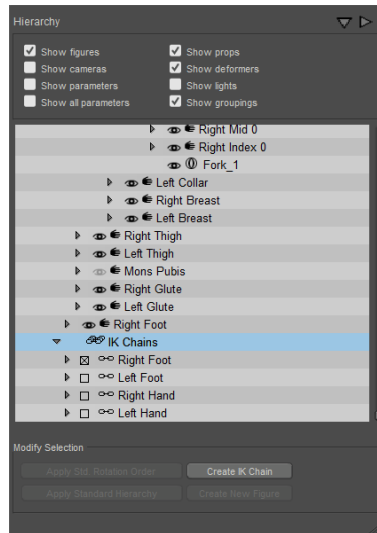 Hierarchy
Show figures
Show props
Show cameras
Show deformers
Show parameters
Show lights
Show all parameters
Show groupings
Right Mid 0
Right Index 0
Fork_1
Left Collar
Right Breast
Left Breast
Right Thigh
Left Thigh
Mons Pubis
Right Glute
Left Glute
Right Foot
IK Chains
Right Foot
Left Foot
Right Hand
Left Hand
Modify Selection
Apply Std. Rotation Order
Create IK Chain
Apply Standard Hierarchy
Create New Figure